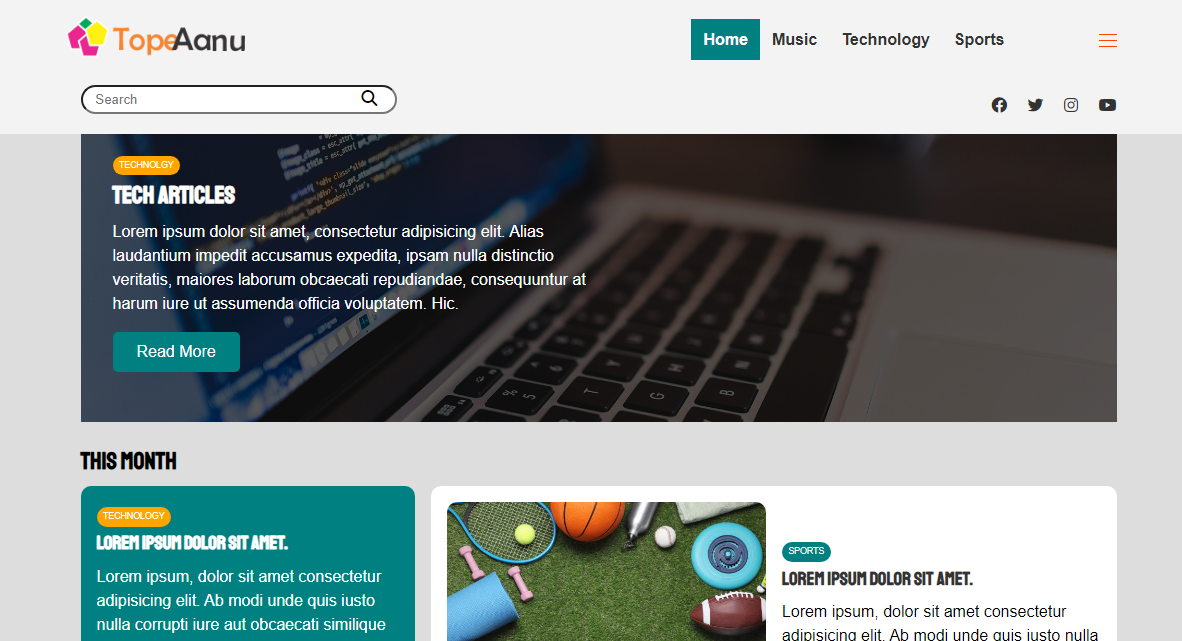 TopeAanu
Home Music Technology Sports
Search
TECHNOLGY
TECH ARTICLES
Lorem ipsum dolor sit amet, consectetur adipisicing elit. Alias
laudantium impedit accusamus expedita, ipsam nulla distinctio
veritatis, maiores laborum obcaecati repudiandae, consequuntur at
harum iure ut assumenda officia voluptatem. Hic.
Read More
THIS MONTH
TECHNOLOGY
LOREM IPSUM DOLOR SIT AMET.
Lorem ipsum, dolor sit amet consectetur
adipisicing elit. Ab modi unde quis iusto
nulla corrupti iure aut obcaecati similique
SPORTS
LOREM IPSUM DOLOR SIT AMET.
Lorem ipsum, dolor sit amet consectetur
adipisicing elit. Ab modi unde quis iusto nulla